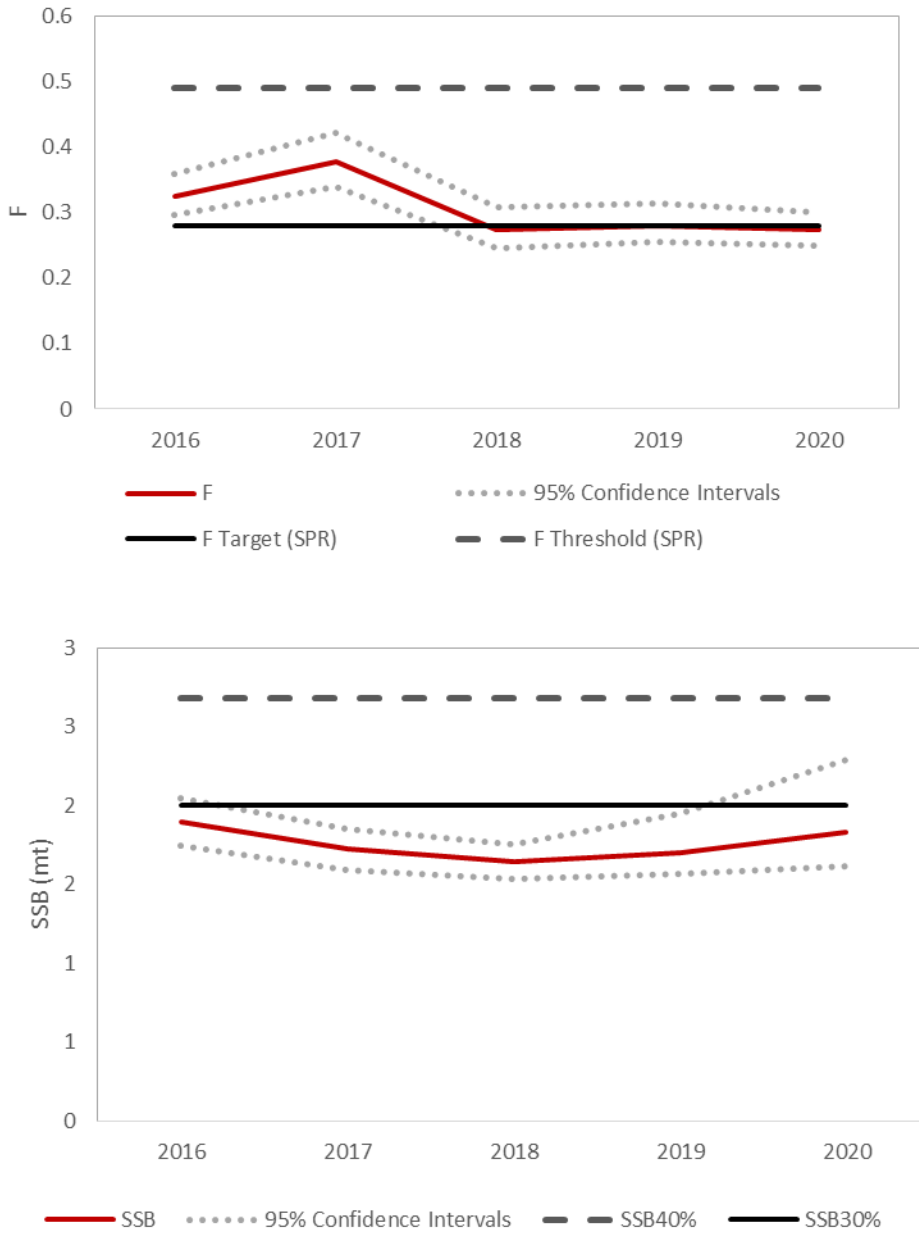 0.6
0.5
0.4
0.3
0.2
0.1
0
F
2016 2017 2018 2019 2020
F 95% Confidence Intervals
F Target (SPR) F Threshold (SPR)
3
3
2
2
1
1
0
SSB (mt)
2016 2017 2018 2019 2020
SSB 95% Confidence Intervals SSB40% SSB30%